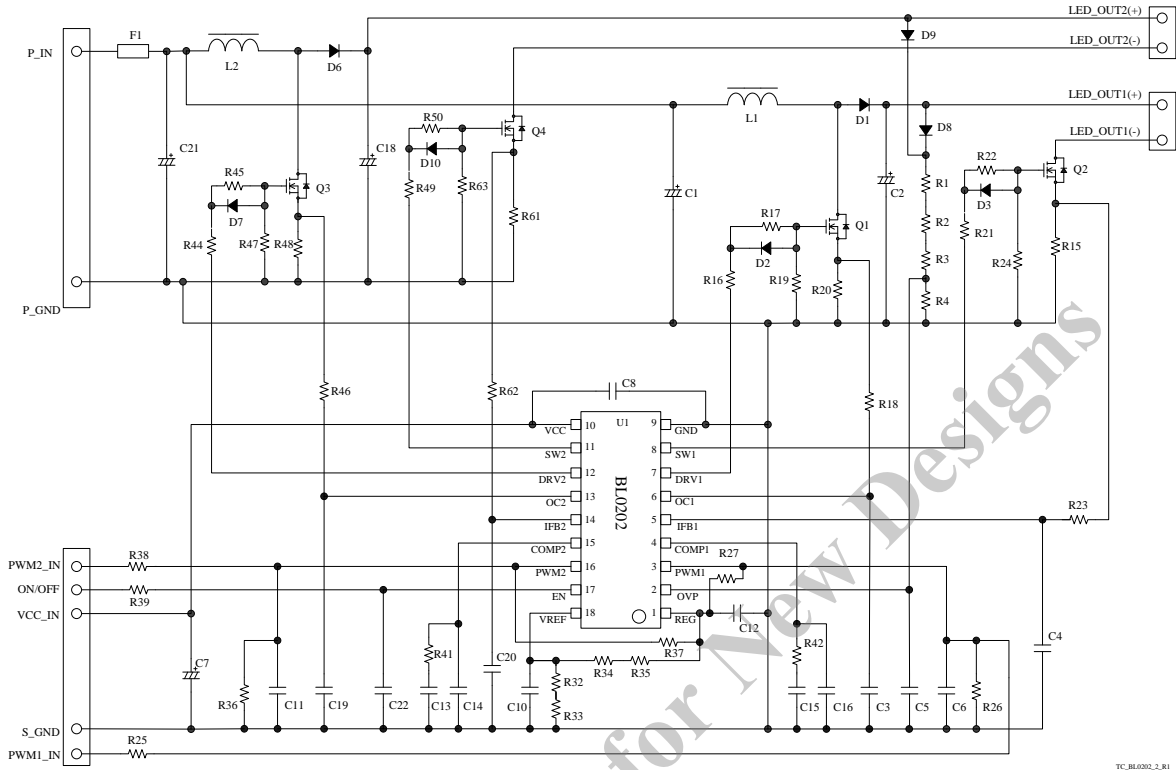 LED_OUT2(+)
F1
D9
P_IN
LED_OUT2(-)
L2
D6
LED_OUT1(+)
L1
D1
R50
Q4
D8
LED_OUT1(-)
C21
C18
D10
R22
Q2
R45
Q3
R49
R63
C1
C2
R1
D3
D7
R61
R17
Q1
R2
R21
R44
R47
R48
D2
R3
R24
R15
R16
R19
R20
R4
P_GND
R46
R62
C8
R18
10
U1
9
VCC
GND
11
8
SW2
SW1
12
7
DRV2
DRV1
BL0202
13
6
OC2
OC1
14
5
R23
IFB2
IFB1
15
4
COMP2
COMP1
R27
PWM2_IN
R38
16
3
PWM2
PWM1
ON/OFF
R39
17
2
EN
OVP
VCC_IN
18
1
VREF
REG
C12
C7
R41
C20
R37
R42
C4
R34
R35
R32
R36
C11
C19
C22
C13
C14
C10
R33
C15
C16
C3
C5
C6
R26
S_GND
R25
PWM1_IN
for New Designs
TC_BL0202_2_R1